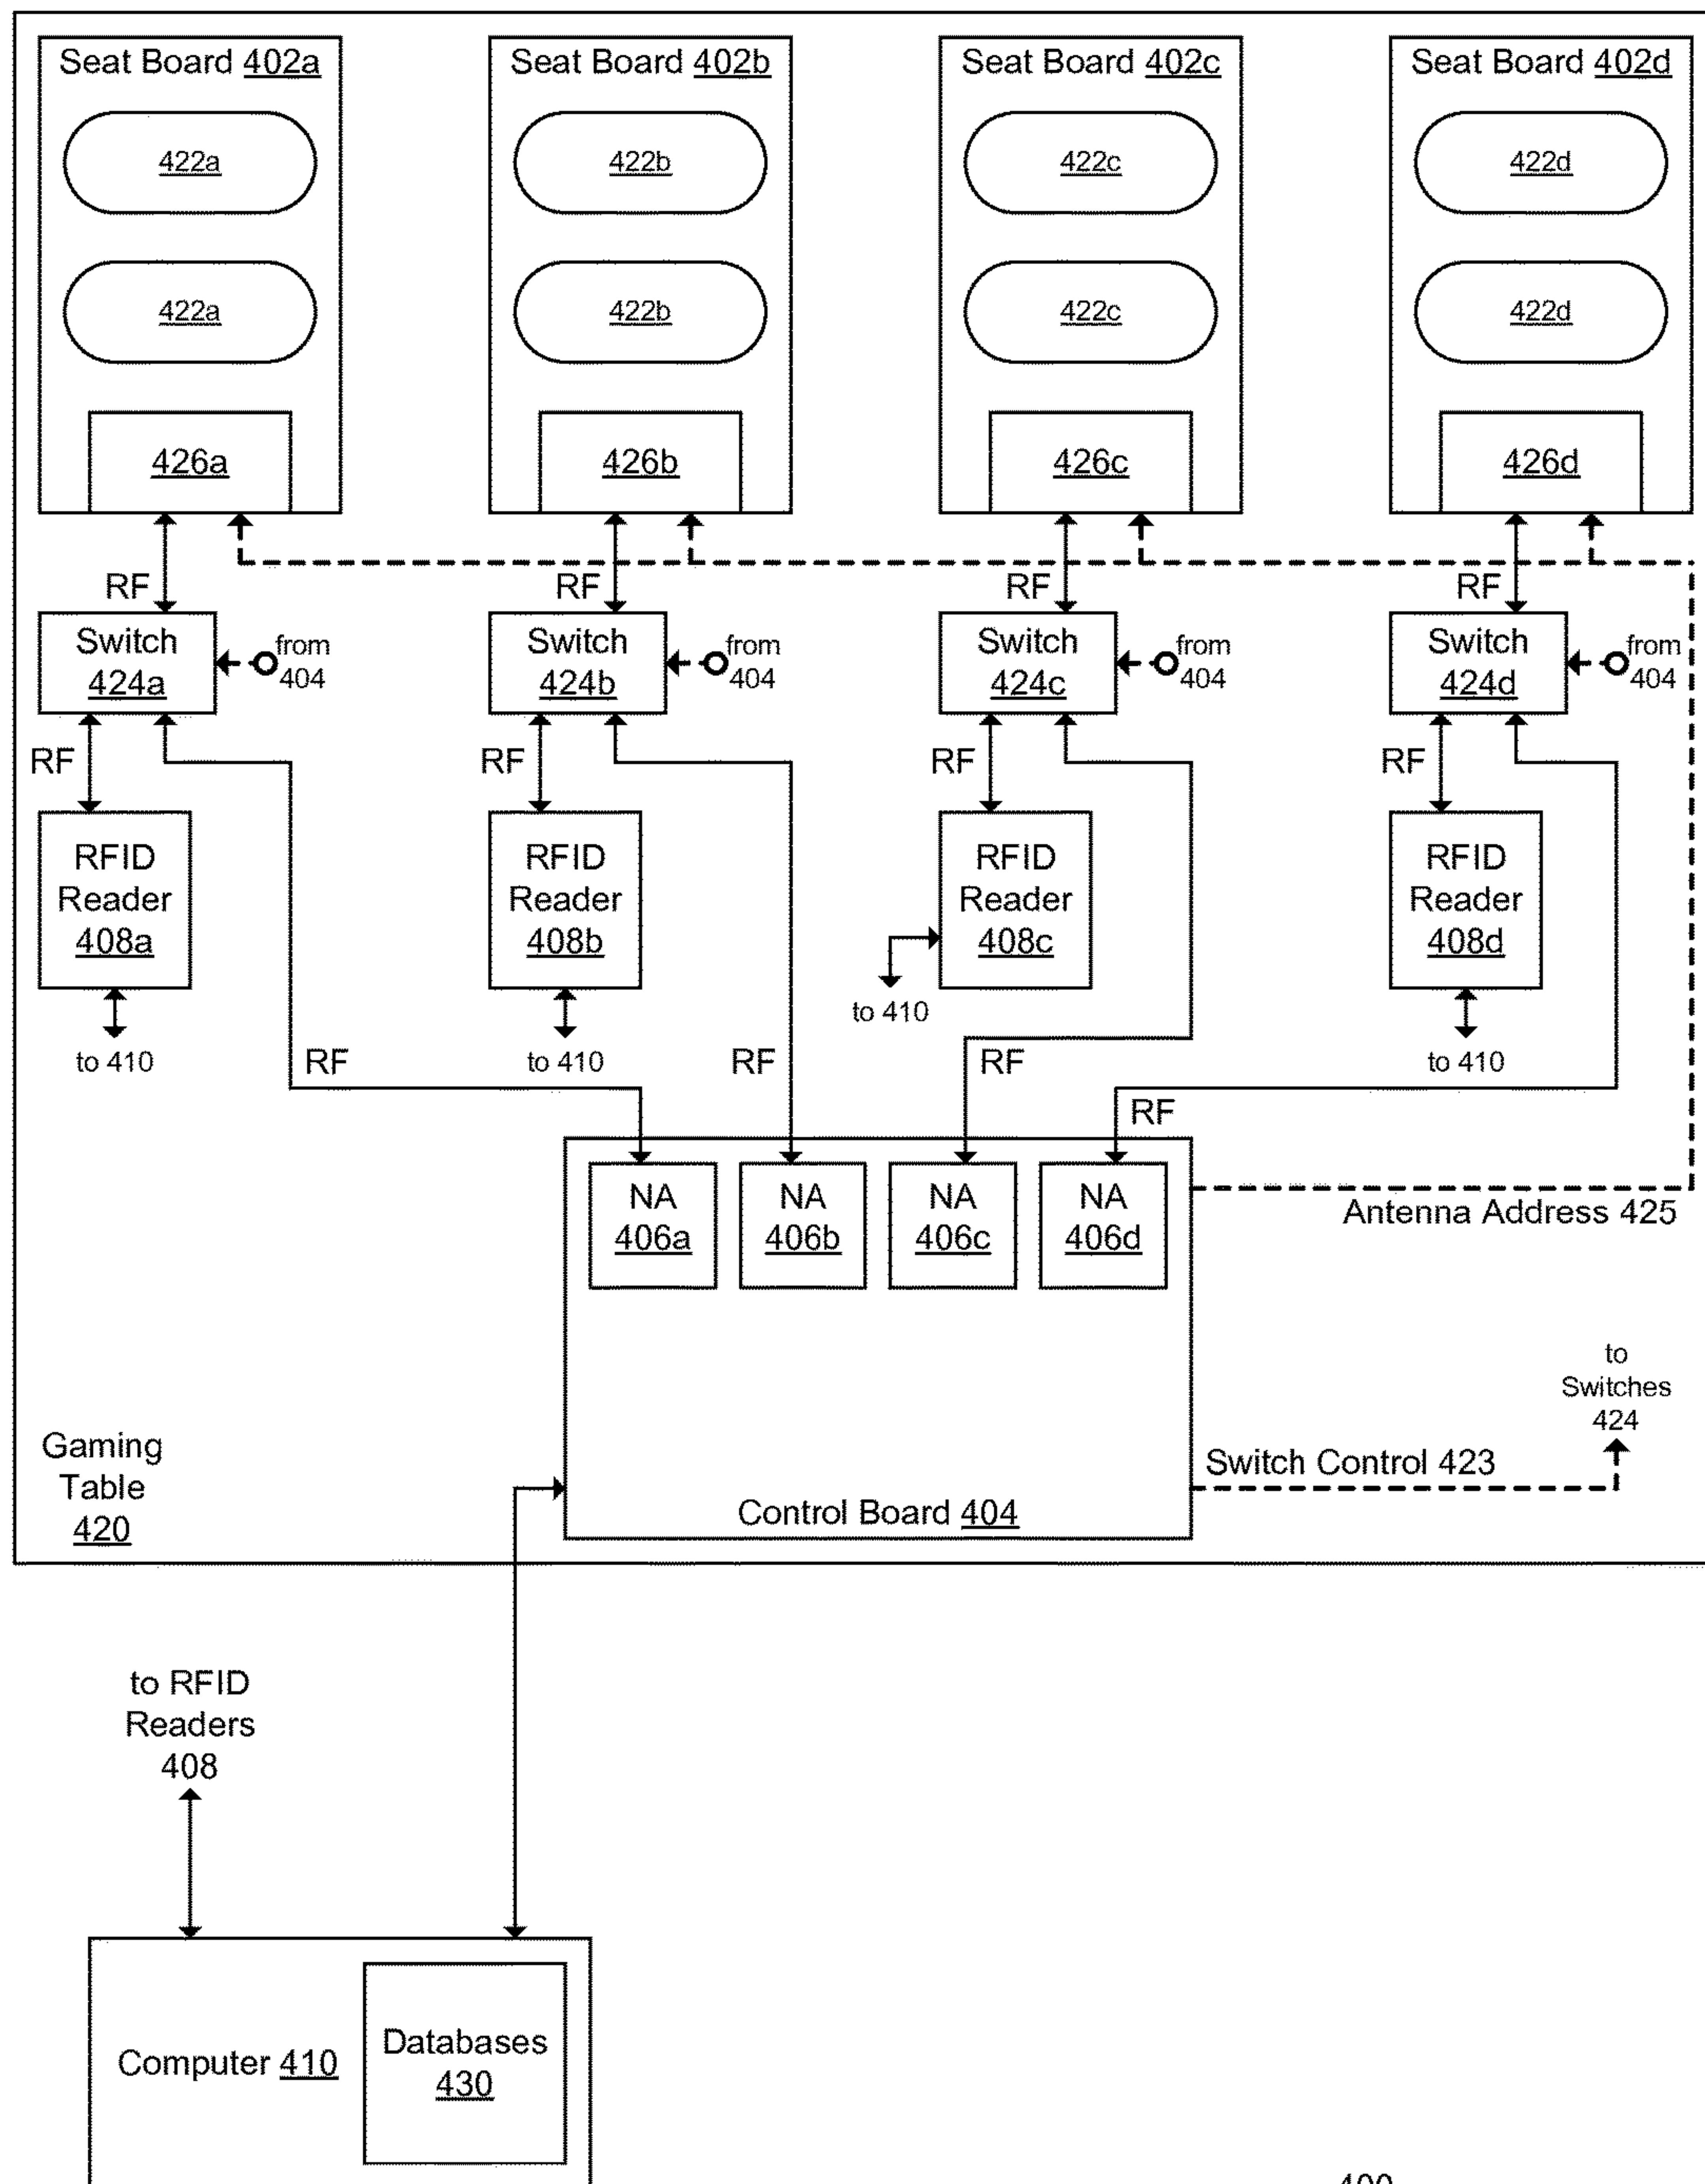 Seat Board 402a
Seat Board 402b
Seat Board 402c
Seat Board 402d
422a
422b
422c
422d
422a
422b
422c
422d
426a
426b
426c
426d
RF
RF
RF
RF
Switch
424a
from
404
Switch
424b
from
404
Switch
424c
from
404
Switch
424d
from
404
RF
RF
RF
RF
RFID
Reader
408a
RFID
Reader
408b
RFID
Reader
408c
RFID
Reader
408d
to 410
to 410
to 410
to 410
RF
RF
RF
RF
NA
406a
NA
406b
NA
406c
NA
406d
Antenna Address 425
to
Switches
424
Switch Control 423
Gaming
Table
420
Control Board 404
to RFID
Readers
408
Computer 410
Databases
430
400